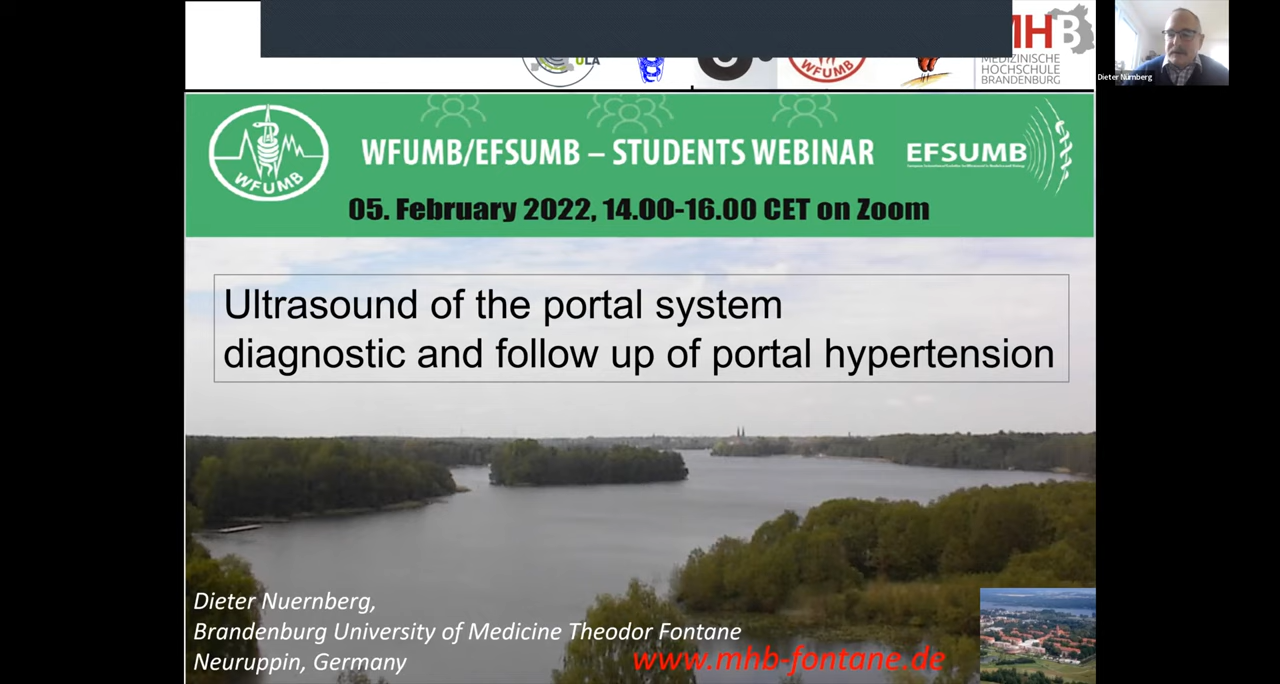 ULA
WFUMB
MHB
MEDIZINISCHE
HOCHSCHULE
BRANDENBURG
Dieter Nürnberg
WFUMB
WFUMB/EFSUMB – STUDENTS WEBINAR
EFSUMB
05. February 2022, 14.00-16.00 CET on Zoom
Ultrasound of the portal system
diagnostic and follow up of portal hypertension
Dieter Nuernberg,
Brandenburg University of Medicine Theodor Fontane
Neuruppin, Germany
www.mhb-fontane.de